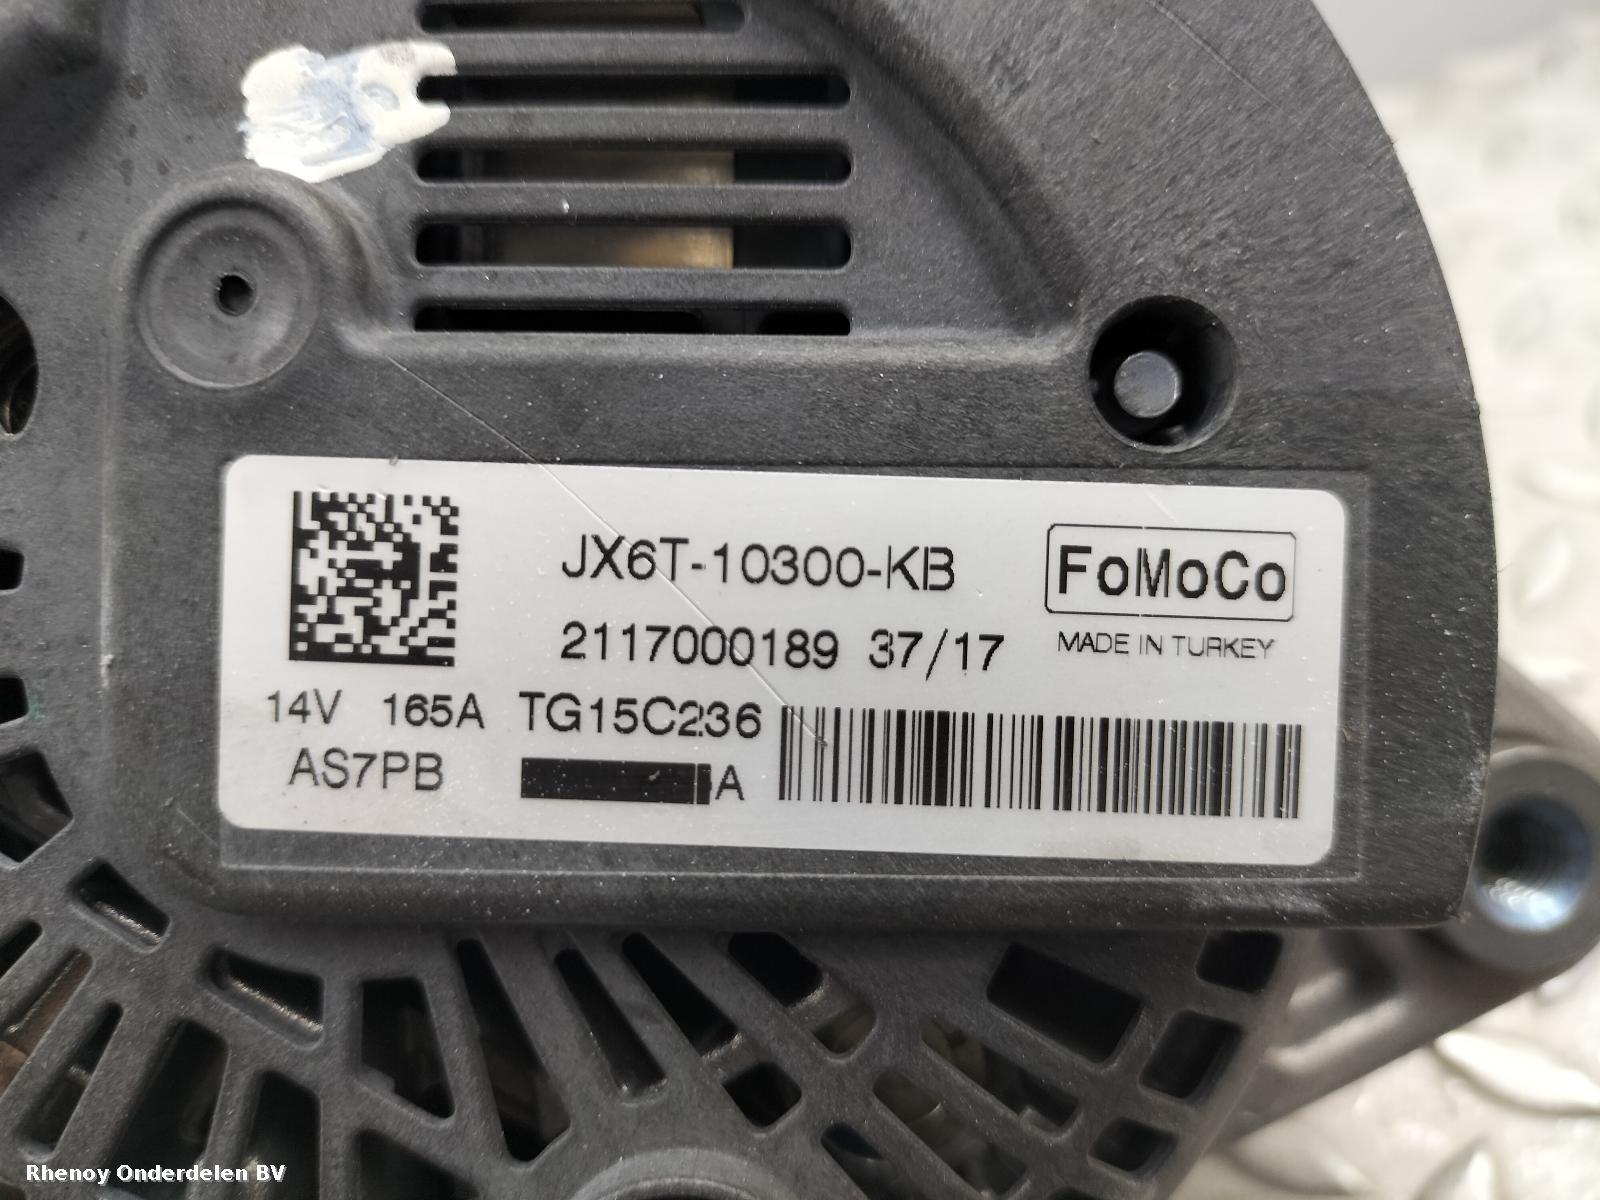 JX6T-10300-KB
FoMoCo
2117000189 37/17
MADE IN TURKEY
14V 165A TG15C236
AS7PB
A
Rhenoy Onderdelen BV